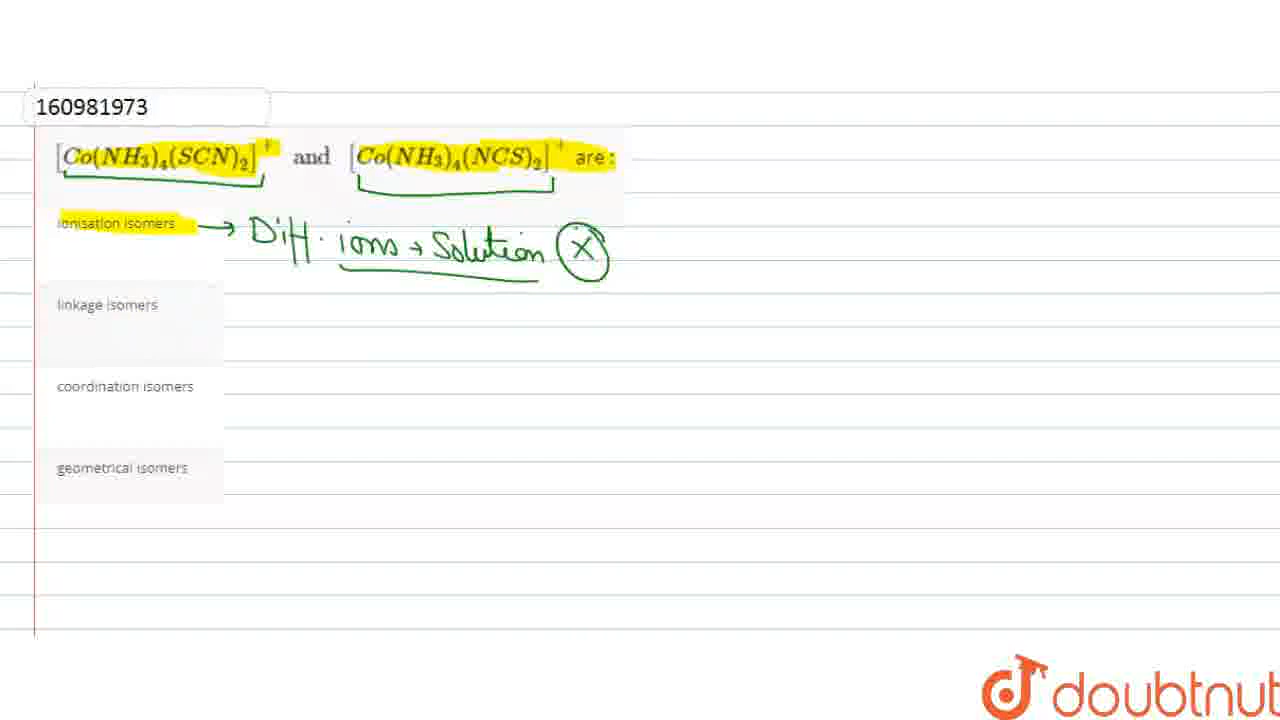 160981973
[Co(NH₃)₄(SCN)₂]⁺ and [Co(NH₃)₄(NCS)₂]⁺ are :
ionisation isomers → Diff. ions → Solution X
linkage isomers
coordination isomers
geometrical isomers
doubtnut